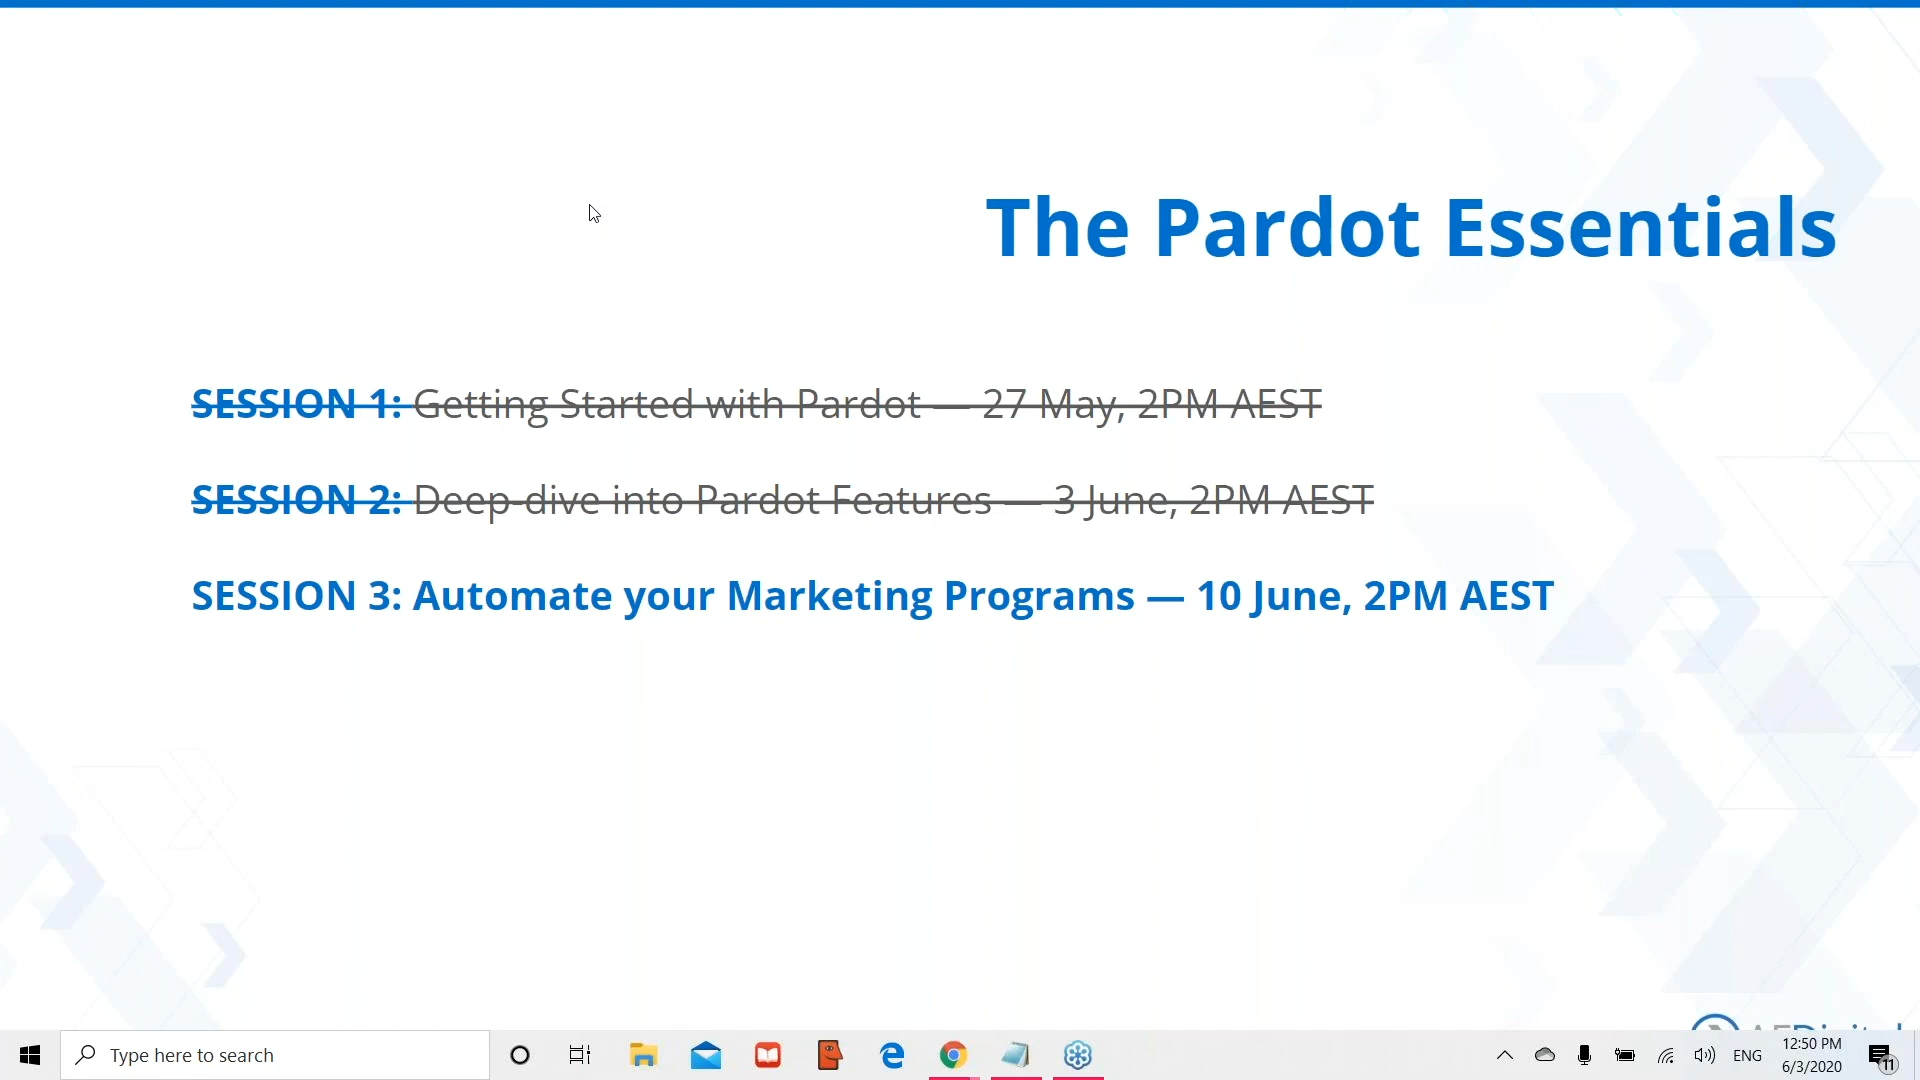 The Pardot Essentials
SESSION 1: Getting Started with Pardot — 27 May, 2PM AEST
SESSION 2: Deep-dive into Pardot Features — 3 June, 2PM AEST
SESSION 3: Automate your Marketing Programs — 10 June, 2PM AEST
Type here to search
ENG
12:50 PM
6/3/2020
11